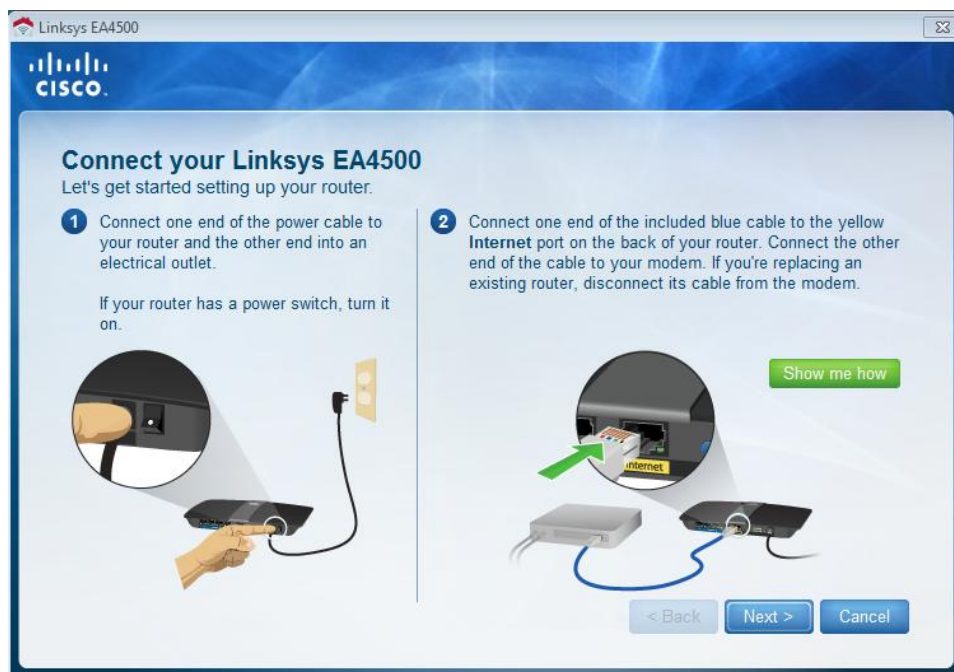 Linksys EA4500
CISCO.
Connect your Linksys EA4500
Let's get started setting up your router.
1
Connect one end of the power cable to
your router and the other end into an
electrical outlet.
If your router has a power switch, turn it
on.
2
Connect one end of the included blue cable to the yellow
Internet port on the back of your router. Connect the other
end of the cable to your modem. If you're replacing an
existing router, disconnect its cable from the modem.
Show me how
Internet
< Back
Next >
Cancel